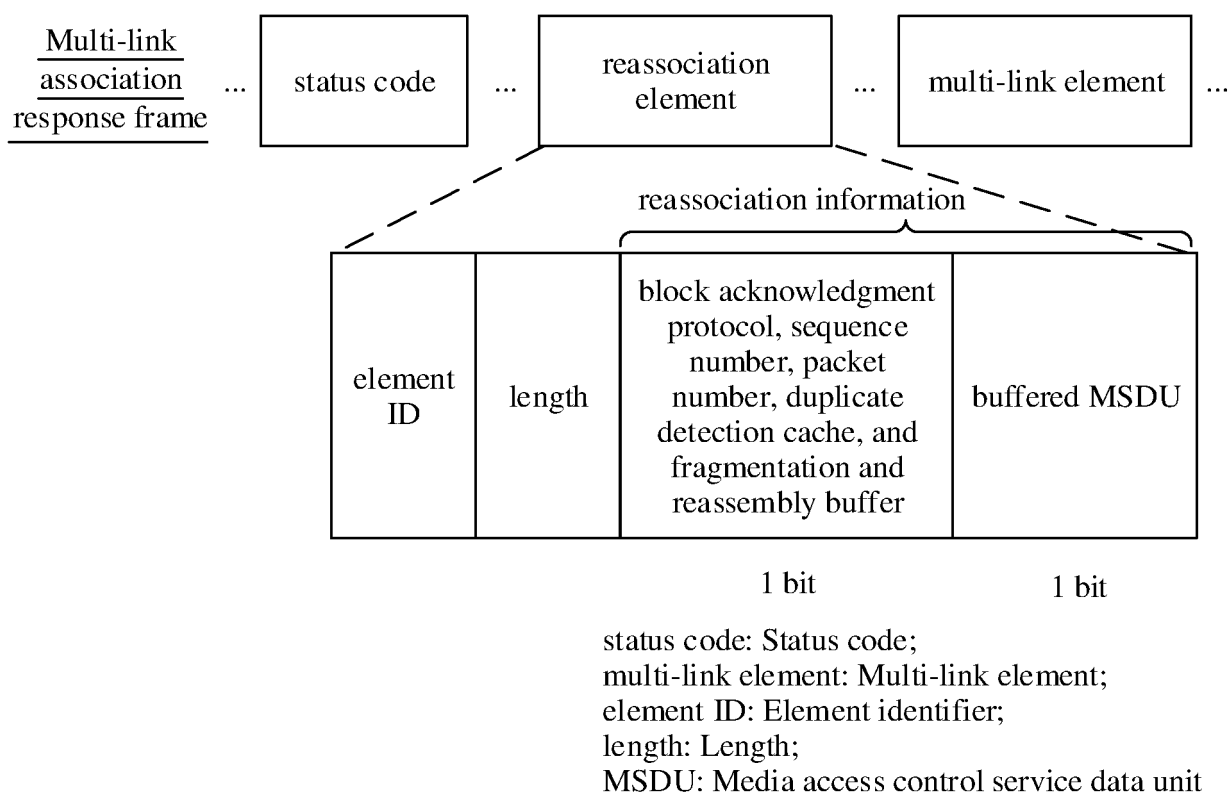 Multi-link
association
response frame
...
status code
...
reassociation
element
...
multi-link element
...
reassociation information
element
ID
length
block acknowledgment
protocol, sequence
number, packet
number, duplicate
detection cache, and
fragmentation and
reassembly buffer
buffered MSDU
1 bit
1 bit
status code: Status code;
multi-link element: Multi-link element;
element ID: Element identifier;
length: Length;
MSDU: Media access control service data unit